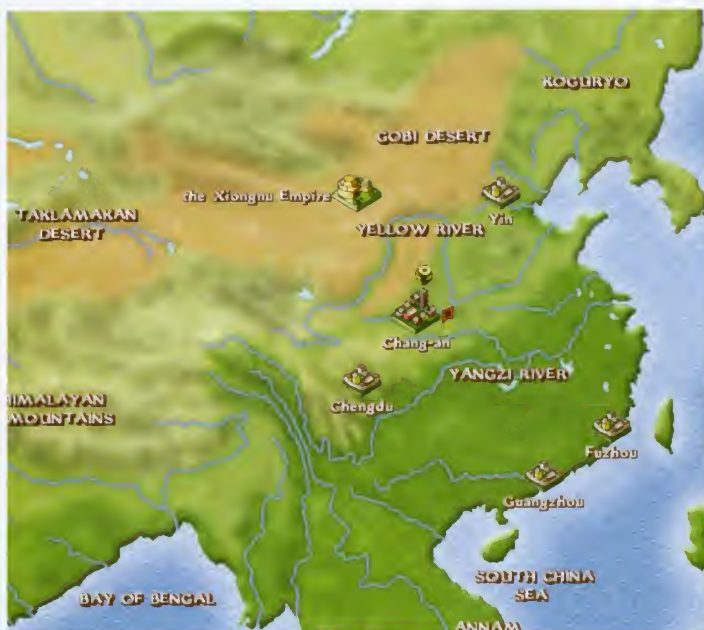 KOGURYO
GOBI DESERT
the Xiongnu Empire
Yin
TAKLAMAKAN
DESERT
YELLOW RIVER
Chang-an
YANGZI RIVER
Chengdu
HIMALAYAN
MOUNTAINS
Fuzhou
Guangzhou
SOUTH CHINA
SEA
BAY OF BENGAL
ANNAM